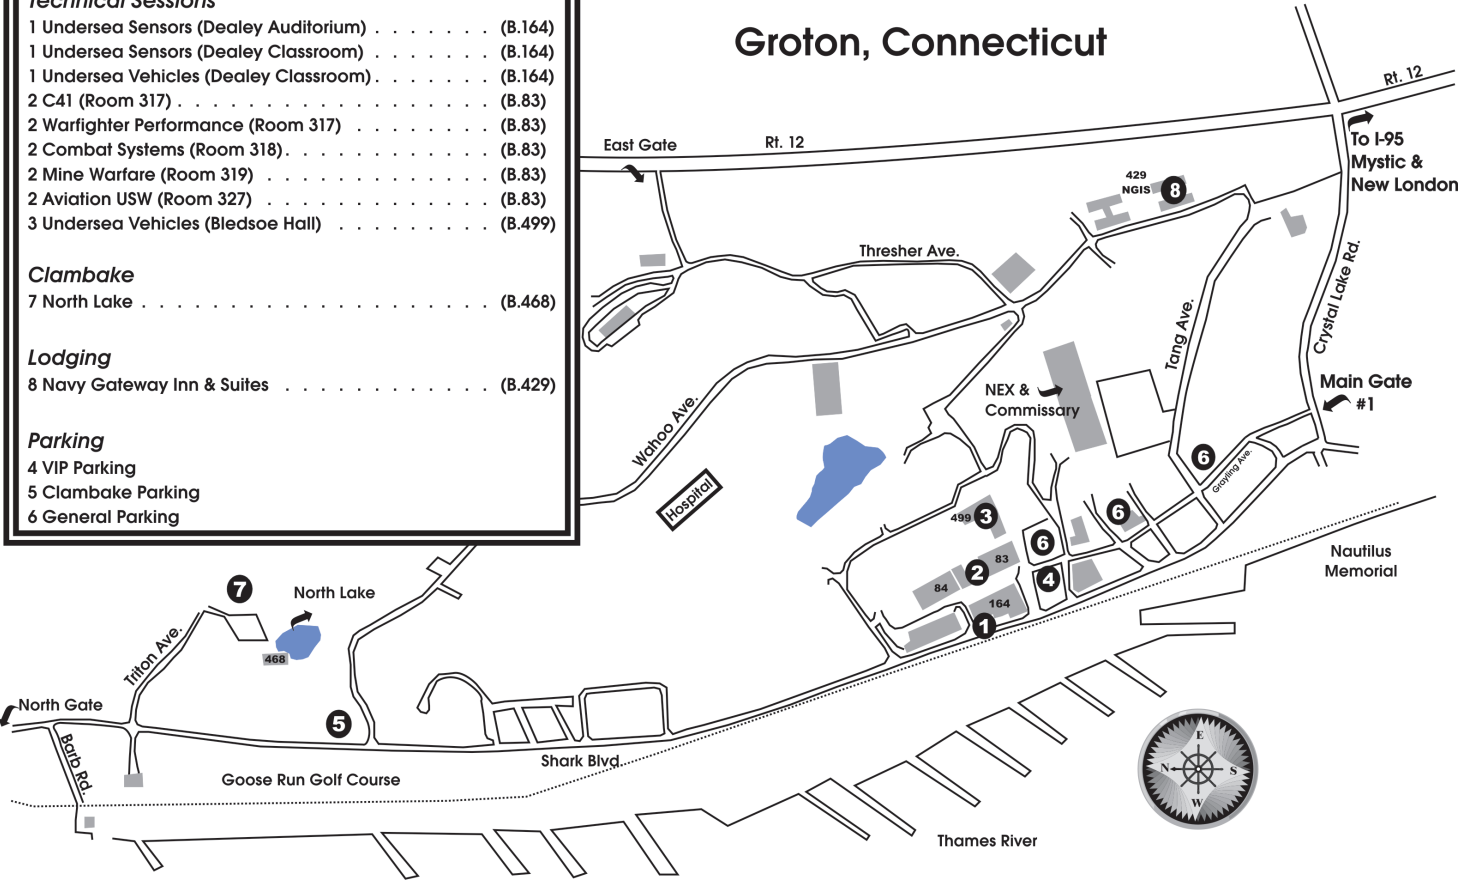 Technical Sessions
1 Undersea Sensors (Dealey Auditorium) . . . . . . . (B.164)
1 Undersea Sensors (Dealey Classroom) . . . . . . . (B.164)
1 Undersea Vehicles (Dealey Classroom) . . . . . . . (B.164)
2 C41 (Room 317) . . . . . . . . . . . . . . . . . (B.83)
2 Warfighter Performance (Room 317) . . . . . . . . (B.83)
2 Combat Systems (Room 318) . . . . . . . . . . (B.83)
2 Mine Warfare (Room 319) . . . . . . . . . . . (B.83)
2 Aviation USW (Room 327) . . . . . . . . . . . (B.83)
3 Undersea Vehicles (Bledsoe Hall) . . . . . . . . (B.499)
Clambake
7 North Lake . . . . . . . . . . . . . . . . . . (B.468)
Lodging
8 Navy Gateway Inn & Suites . . . . . . . . . . . (B.429)
Parking
4 VIP Parking
5 Clambake Parking
6 General Parking
Groton, Connecticut
Rt. 12
To I-95
Mystic &
New London
East Gate
Rt. 12
429
NGIS
8
Thresher Ave.
Crystal Lake Rd.
Tang Ave.
Main Gate
#1
NEX &
Commissary
Wahoo Ave.
Hospital
6
Grayling Ave.
499
3
6
6
83
2
84
4
164
1
Nautilus
Memorial
7
North Lake
Triton Ave.
468
North Gate
5
Barb Rd.
Shark Blvd.
Goose Run Golf Course
Thames River
E
N
S
W